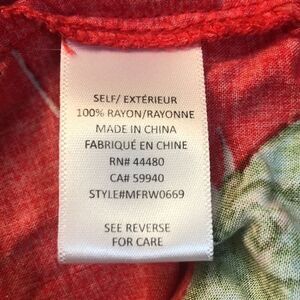 SELF/ EXTÉRIEUR
100% RAYON/RAYONNE
MADE IN CHINA
FABRIQUÉ EN CHINE
RN# 44480
CA# 59940
STYLE#MFRW0669
SEE REVERSE
FOR CARE